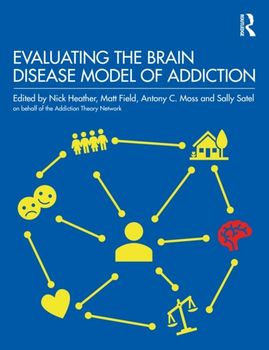 Routledge
EVALUATING THE BRAIN
DISEASE MODEL OF ADDICTION
Edited by Nick Heather, Matt Field, Antony C. Moss and Sally Satel
on behalf of the Addiction Theory Network